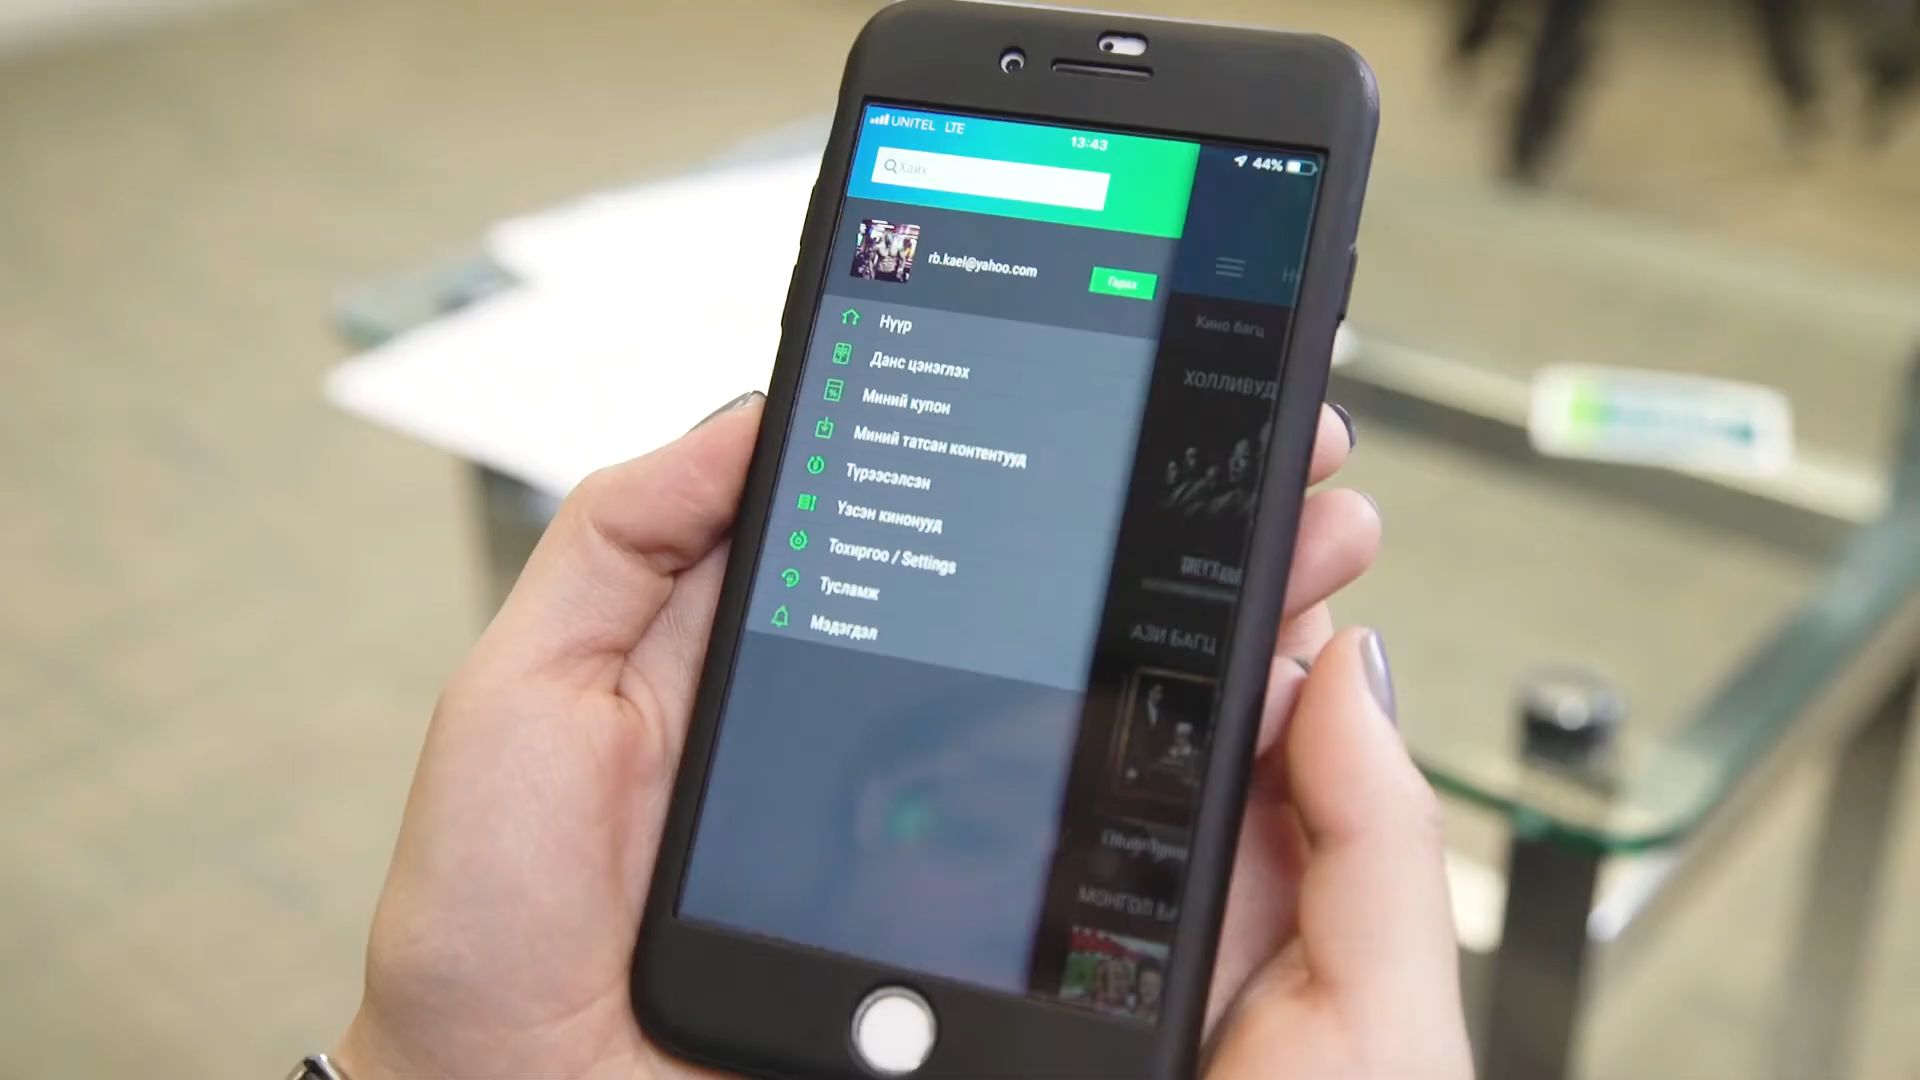 UNITEL LTE
13:43
44%
Хайх
rb.kael@yahoo.com
Гарах
Нүүр
Данс цэнэглэх
Миний купон
Миний татсан контентууд
Түрээсэлсэн
Үзсэн кинонууд
Тохиргоо / Settings
Тусламж
Мэдэгдэл
Кино багц
ХОЛЛИВУД
АЗИ БАГЦ
МОНГОЛ